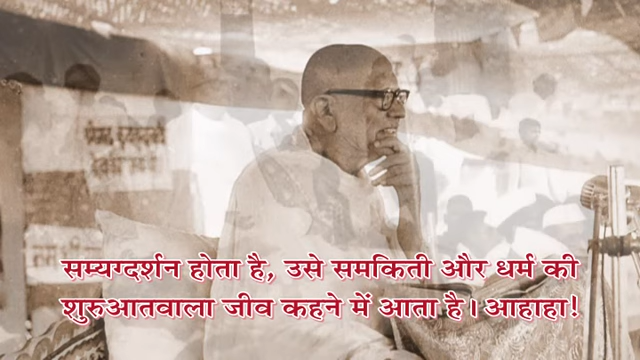 सम्यग्दर्शन होता है, उसे समकिती और धर्म की
शुरुआतवाला जीव कहने में आता है। आहाहा!